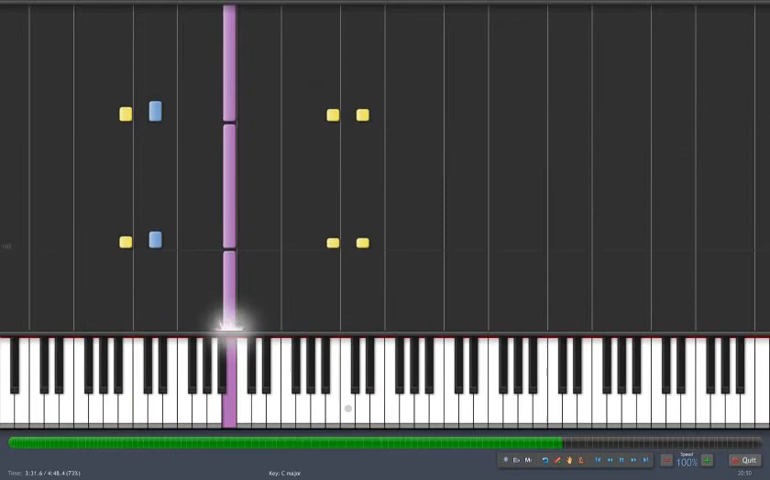 Speed
100%
Quit
Time: 3:31.6 / 4:48.4 (73%)
Key: C major
20:50